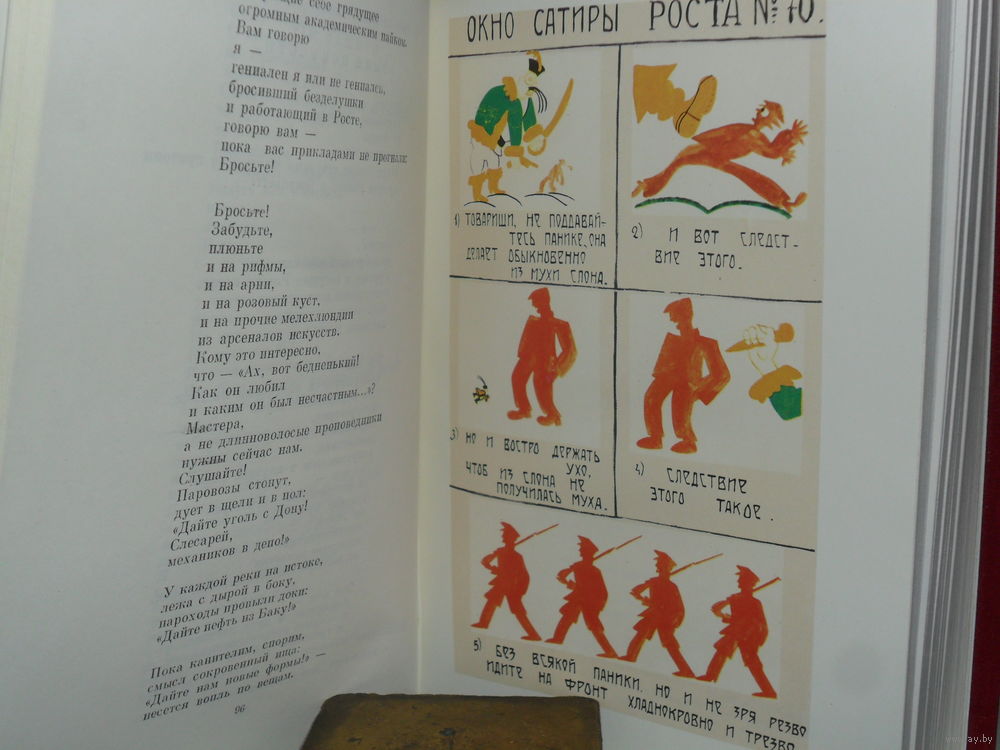 себе грядущее
огромным академическим пайком.
Вам говорю
я —
гениален я или не гениален,
бросивший безделушки
и работающий в Росте,
говорю вам —
пока вас прикладами не прогнали:
Бросьте!
Бросьте!
Забудьте,
плюньте
и на рифмы,
и на арии,
и на розовый куст,
и на прочие мелехлюндии
из арсеналов искусств.
Кому это интересно,
что — «Ах, вот бедненький!
Как он любил
и каким он был несчастным...»?
Мастера,
а не длинноволосые проповедники
нужны сейчас нам.
Слушайте!
Паровозы стонут,
дует в щели и в пол:
«Дайте уголь с Дону!
Слесарей,
механиков в депо!»
У каждой реки на истоке,
лежа с дырой в боку,
пароходы провыли доки:
«Дайте нефть из Баку!»
Пока канителим, спорим,
смысл сокровенный ища:
«Дайте нам новые формы!» —
несется вопль по вещам.
96
ОКНО САТИРЫ РОСТА № 70.
1) ТОВАРИЩИ, НЕ ПОДДАВАЙ-
ТЕСЬ ПАНИКЕ, ОНА
ДЕЛАЕТ ОБЫКНОВЕННО
ИЗ МУХИ СЛОНА.
2) И ВОТ СЛЕДСТ-
ВИЕ ЭТОГО.
3) НО И ВОСТРО ДЕРЖАТЬ
УХО,
ЧТОБ ИЗ СЛОНА НЕ
ПОЛУЧИЛАСЬ МУХА.
4) СЛЕДСТВИЕ
ЭТОГО ТАКОЕ.
5) БЕЗ ВСЯКОЙ ПАНИКИ, НО И НЕ ЗРЯ РЕЗВО
ИДИТЕ НА ФРОНТ ХЛАДНОКРОВНО И ТРЕЗВО.
www.ay.by